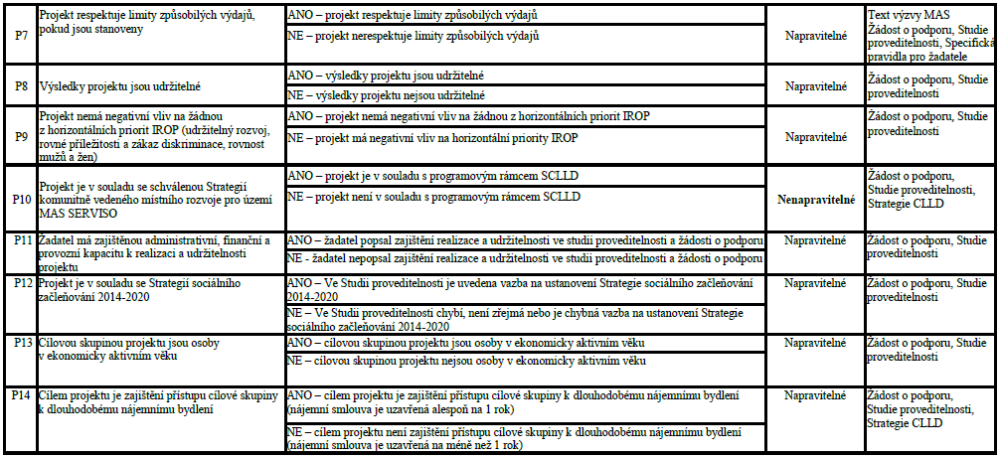 P7
Projekt respektuje limity způsobilých výdajů,
pokud jsou stanoveny
ANO – projekt respektuje limity způsobilých výdajů
NE – projekt nerespektuje limity způsobilých výdajů
Napravitelné
Text výzvy MAS
Žádost o podporu, Studie
proveditelnosti, Specifická
pravidla pro žadatele
P8
Výsledky projektu jsou udržitelné
ANO – výsledky projektu jsou udržitelné
NE – výsledky projektu nejsou udržitelné
Napravitelné
Žádost o podporu, Studie
proveditelnosti
P9
Projekt nemá negativní vliv na žádnou
z horizontálních priorit IROP (udržitelný rozvoj,
rovné příležitosti a zákaz diskriminace, rovnost
mužů a žen)
ANO – projekt nemá negativní vliv na žádnou z horizontálních priorit IROP
NE – projekt má negativní vliv na horizontální priority IROP
Napravitelné
Žádost o podporu, Studie
proveditelnosti
P10
Projekt je v souladu se schválenou Strategií
komunitně vedeného místního rozvoje pro území
MAS SERVISO
ANO – projekt je v souladu s programovým rámcem SCLLD
NE – projekt není v souladu s programovým rámcem SCLLD
Nenapravitelné
Žádost o podporu,
Studie proveditelnosti,
Strategie CLLD
P11
Žadatel má zajištěnou administrativní, finanční a
provozní kapacitu k realizaci a udržitelnosti
projektu
ANO – žadatel popsal zajištění realizace a udržitelnosti ve studii proveditelnosti a žádosti o podporu
NE - žadatel nepopsal zajištění realizace a udržitelnosti ve studii proveditelnosti a žádosti o podporu
Napravitelné
Žádost o podporu, Studie
proveditelnosti
P12
Projekt je v souladu se Strategií sociálního
začleňování 2014-2020
ANO – Ve Studii proveditelnosti je uvedena vazba na ustanovení Strategie sociálního začleňování
2014-2020
NE – Ve Studii proveditelnosti chybí, není zřejmá nebo je chybná vazba na ustanovení Strategie
sociálního začleňování 2014-2020
Napravitelné
Žádost o podporu, Studie
proveditelnosti
P13
Cílovou skupinou projektu jsou osoby
v ekonomicky aktivním věku
ANO – cílovou skupinou projektu jsou osoby v ekonomicky aktivním věku
NE – cílovou skupinou projektu nejsou osoby v ekonomicky aktivním věku
Napravitelné
Žádost o podporu, Studie
proveditelnosti
P14
Cílem projektu je zajištění přístupu cílové skupiny
k dlouhodobému nájemnímu bydlení
ANO – cílem projektu je zajištění přístupu cílové skupiny k dlouhodobému nájemnímu bydlení
(nájemní smlouva je uzavřená alespoň na 1 rok)
NE – cílem projektu není zajištění přístupu cílové skupiny k dlouhodobému nájemnímu bydlení
(nájemní smlouva je uzavřena na méně než 1 rok)
Napravitelné
Žádost o podporu,
Studie proveditelnosti,
Strategie CLLD